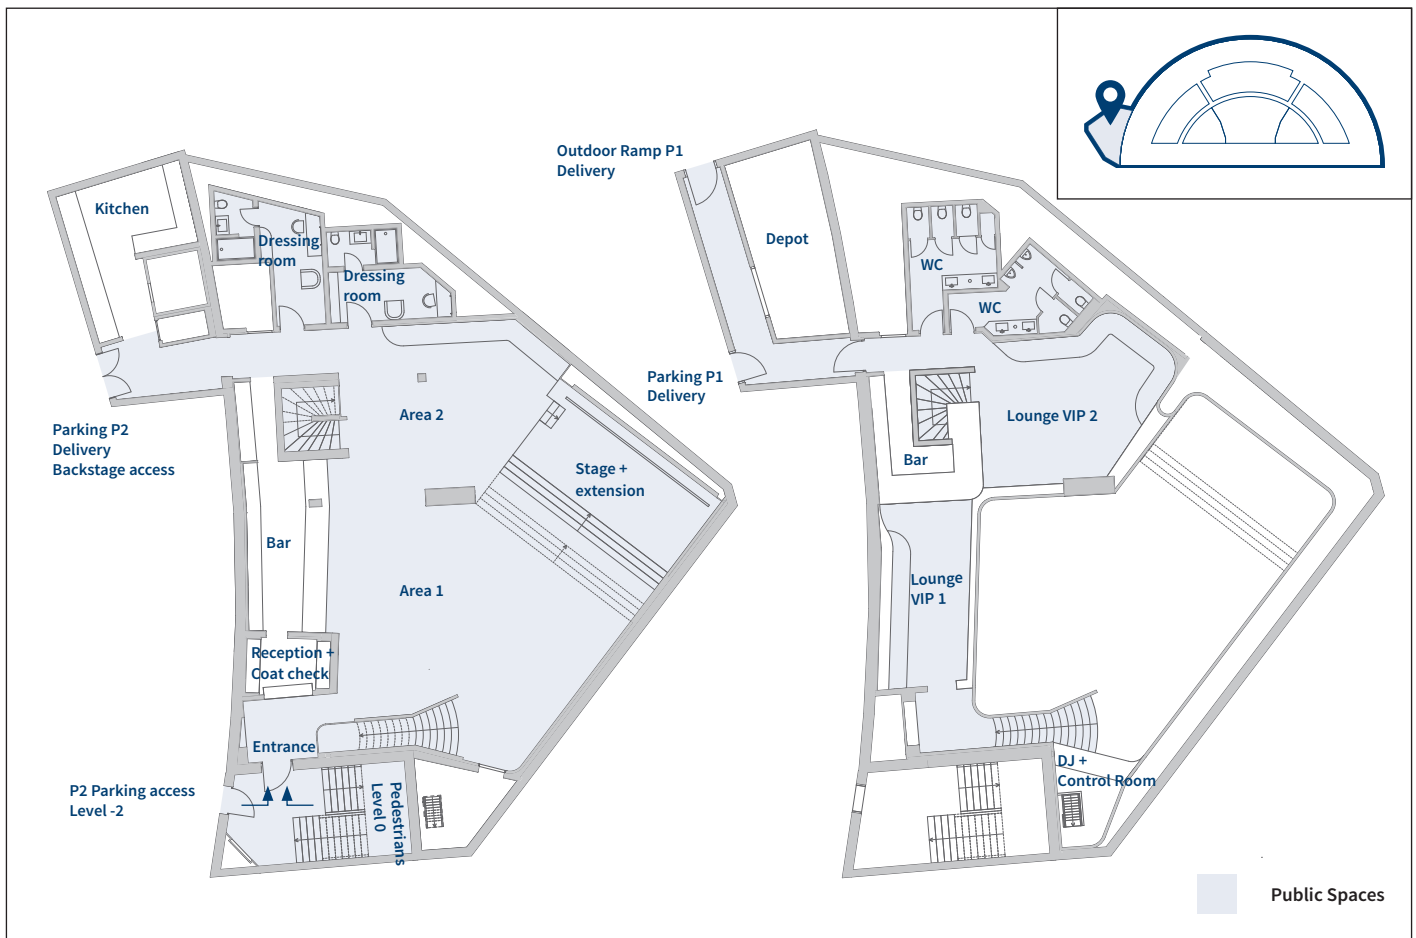 Outdoor Ramp P1
Delivery
Kitchen
Dressing
room
Dressing
room
Depot
WC
WC
Parking P1
Delivery
Area 2
Lounge VIP 2
Parking P2
Delivery
Backstage access
Stage +
extension
Bar
Bar
Area 1
Lounge
VIP 1
Reception +
Coat check
Entrance
P2 Parking access
Level -2
Pedestrians
Level 0
DJ +
Control Room
Public Spaces